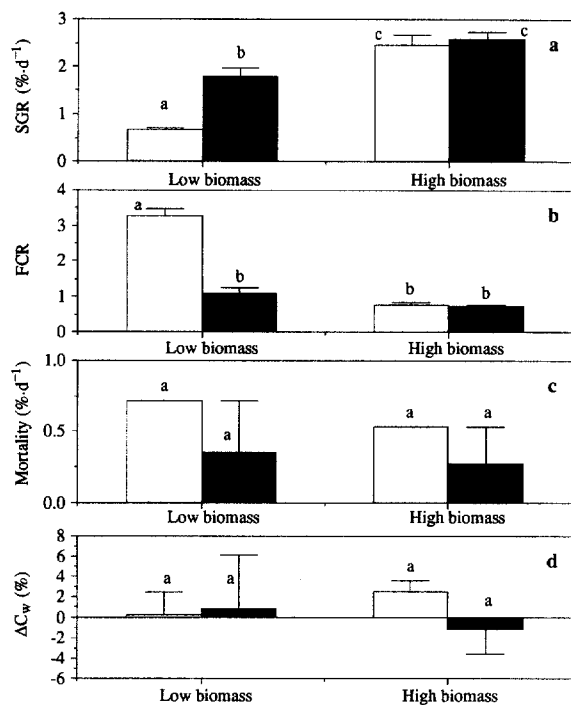 SGR (%·d⁻¹)
3
2
1
0
a
b
c
c
a
Low biomass
High biomass
FCR
4
3
2
1
0
a
b
b
b
b
Low biomass
High biomass
Mortality (%·d⁻¹)
1.0
0.5
0.0
a
a
a
a
c
Low biomass
High biomass
ΔC_w (%)
8
6
4
2
0
-2
-4
-6
a
a
a
a
d
Low biomass
High biomass